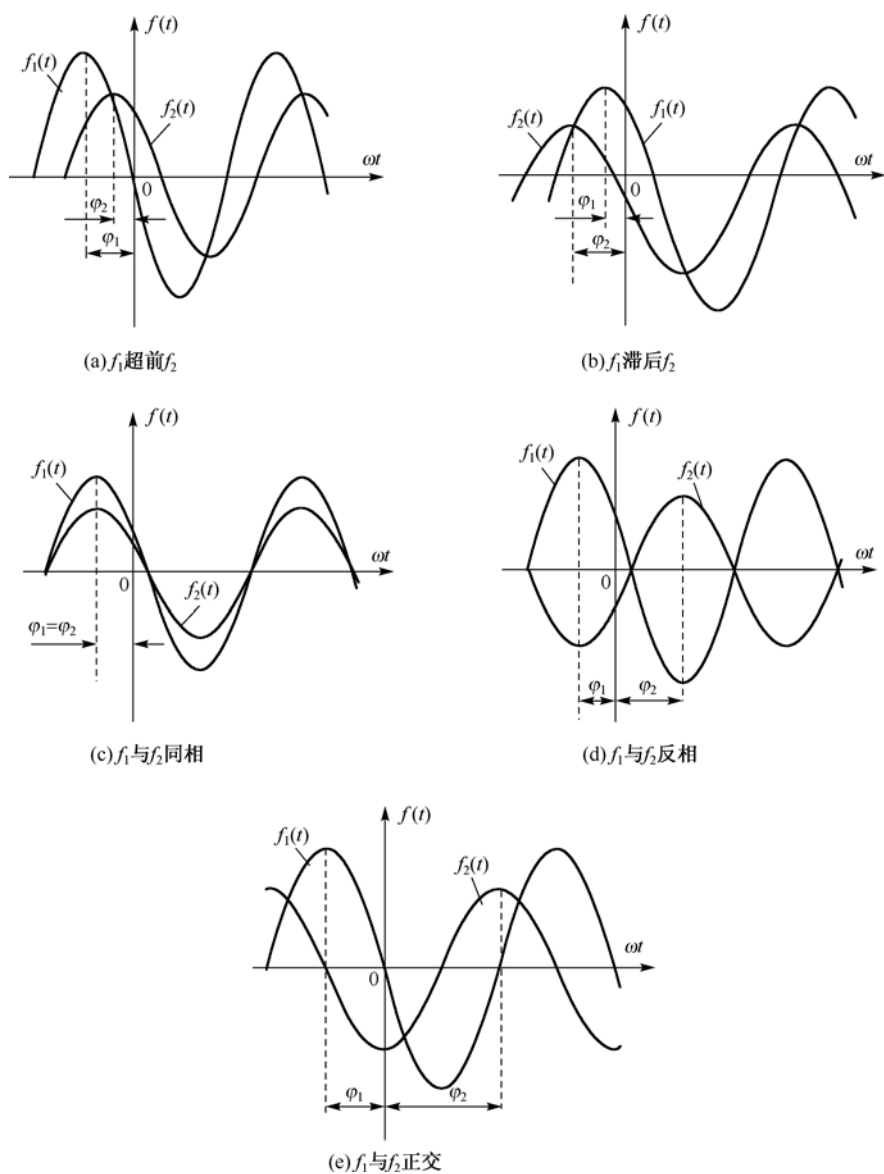 f(t)
f₁(t)
f₂(t)
ωt
0
φ₂
φ₁
(a) f₁超前f₂
f(t)
f₂(t)
f₁(t)
ωt
0
φ₁
φ₂
(b) f₁滞后f₂
f(t)
f₁(t)
ωt
0
f₂(t)
φ₁=φ₂
(c) f₁与f₂同相
f(t)
f₁(t)
f₂(t)
ωt
0
φ₁
φ₂
(d) f₁与f₂反相
f(t)
f₁(t)
f₂(t)
ωt
0
φ₁
φ₂
(e) f₁与f₂正交